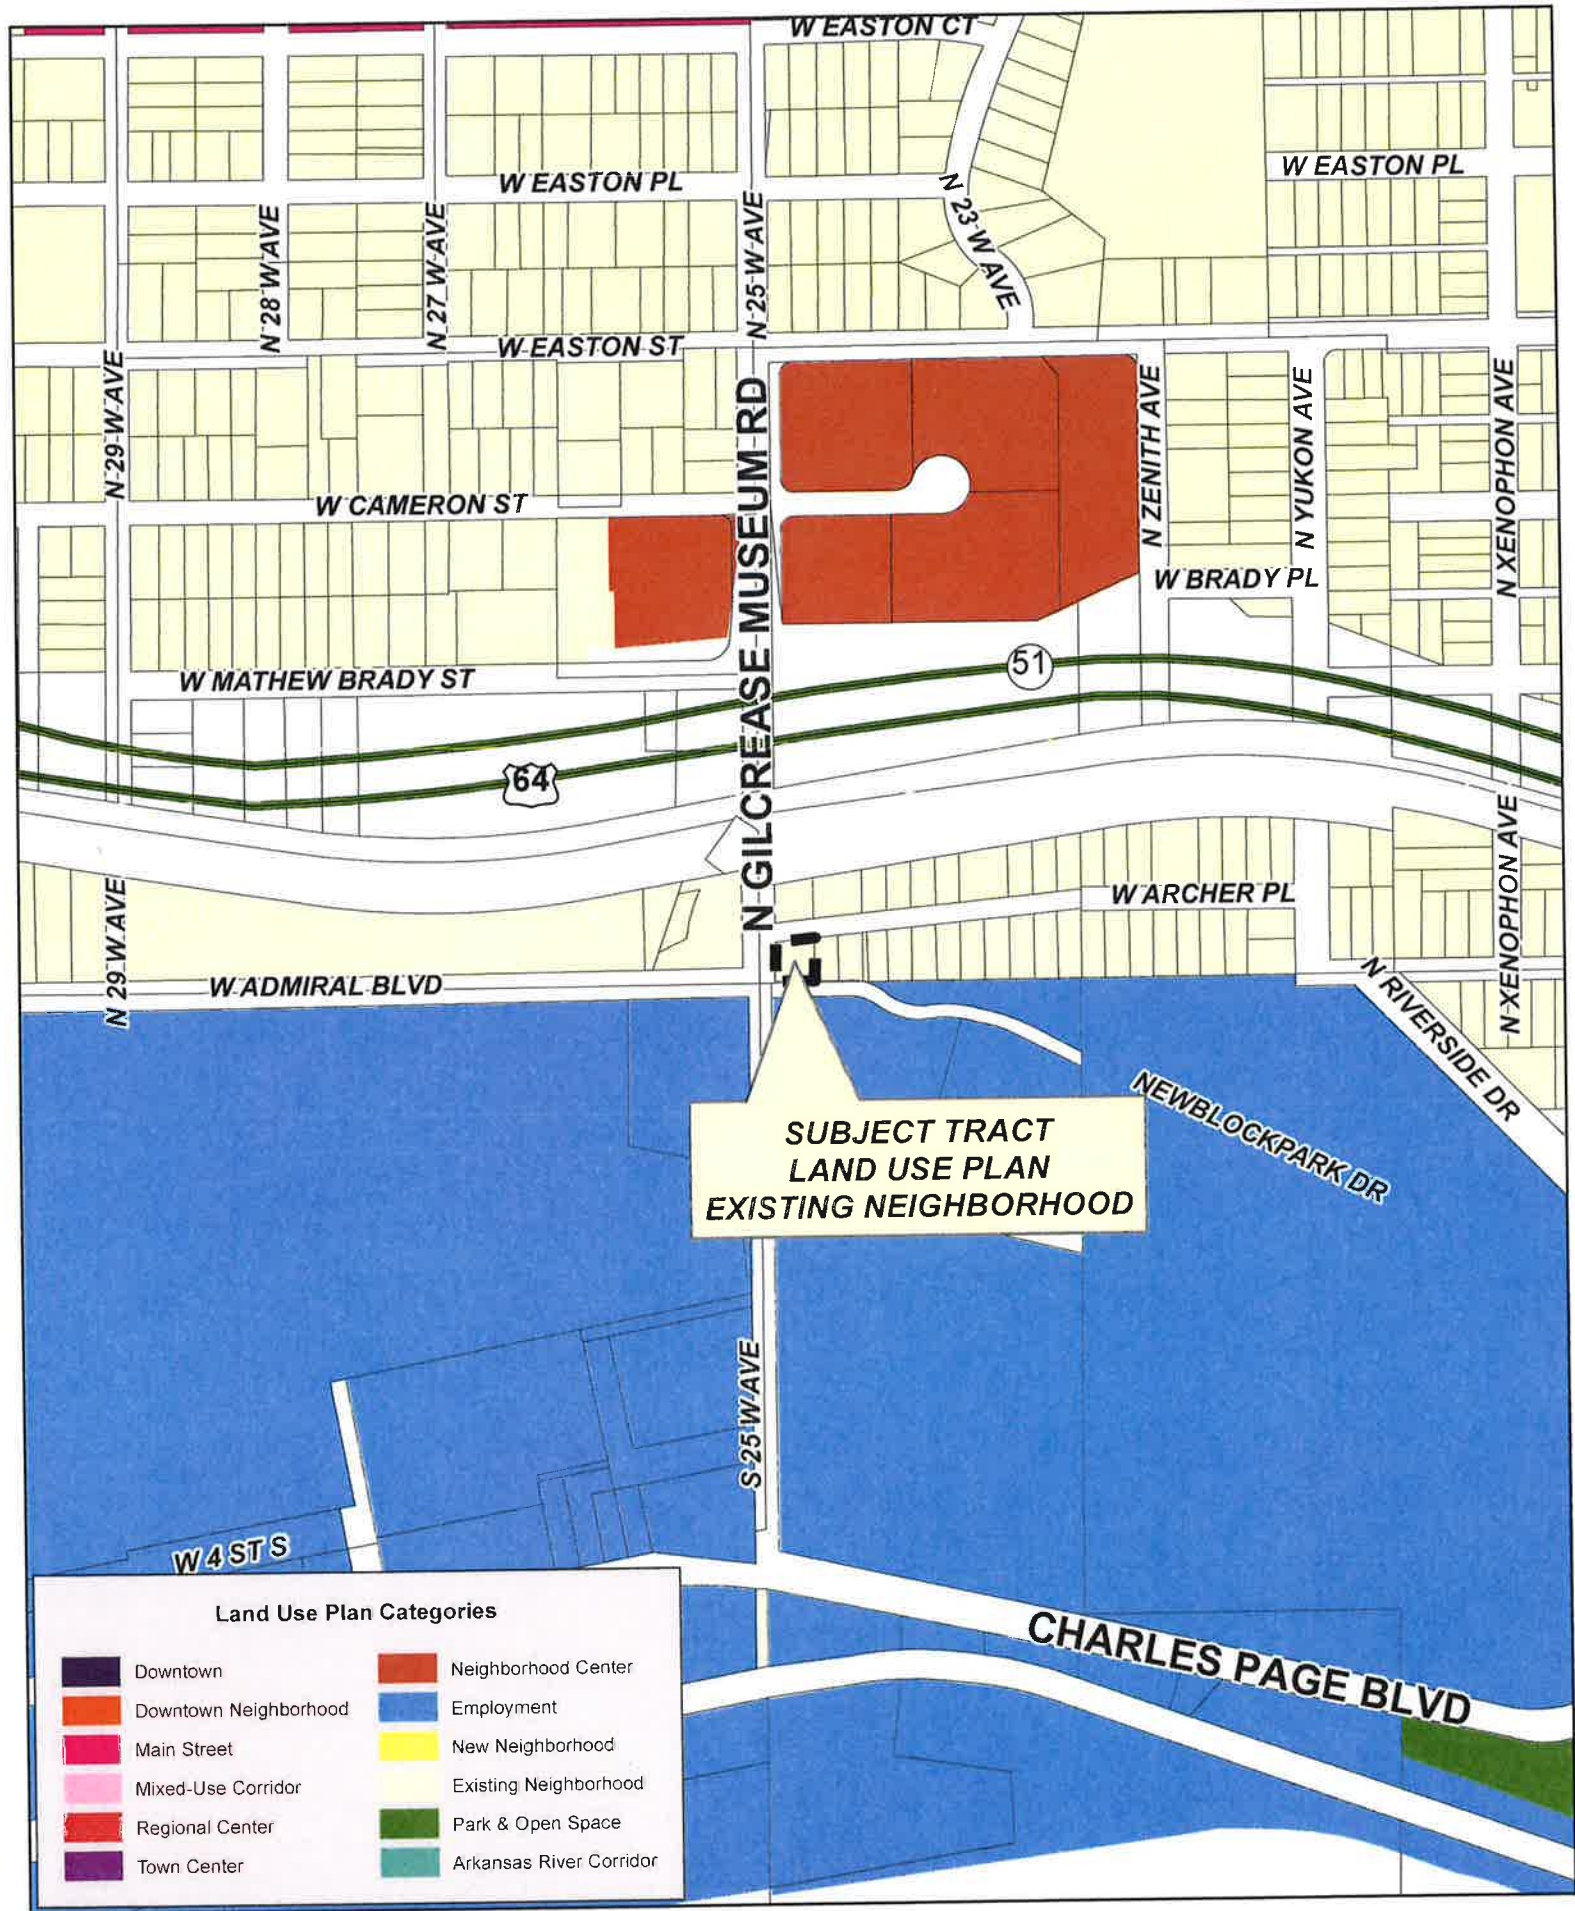 W EASTON CT
W EASTON PL
W EASTON PL
N 23 W AVE
N 28 W AVE
N 27 W AVE
N 25 W AVE
W EASTON ST
N 29 W AVE
N GILCREASE MUSEUM RD
N ZENITH AVE
N YUKON AVE
N XENOPHON AVE
W CAMERON ST
W BRADY PL
51
W MATHEW BRADY ST
64
N XENOPHON AVE
W ARCHER PL
N 29 W AVE
W ADMIRAL BLVD
N RIVERSIDE DR
NEWBLOCKPARK DR
SUBJECT TRACT
LAND USE PLAN
EXISTING NEIGHBORHOOD
S 25 W AVE
W 4 ST S
CHARLES PAGE BLVD
Land Use Plan Categories
Downtown
Downtown Neighborhood
Main Street
Mixed-Use Corridor
Regional Center
Town Center
Neighborhood Center
Employment
New Neighborhood
Existing Neighborhood
Park & Open Space
Arkansas River Corridor